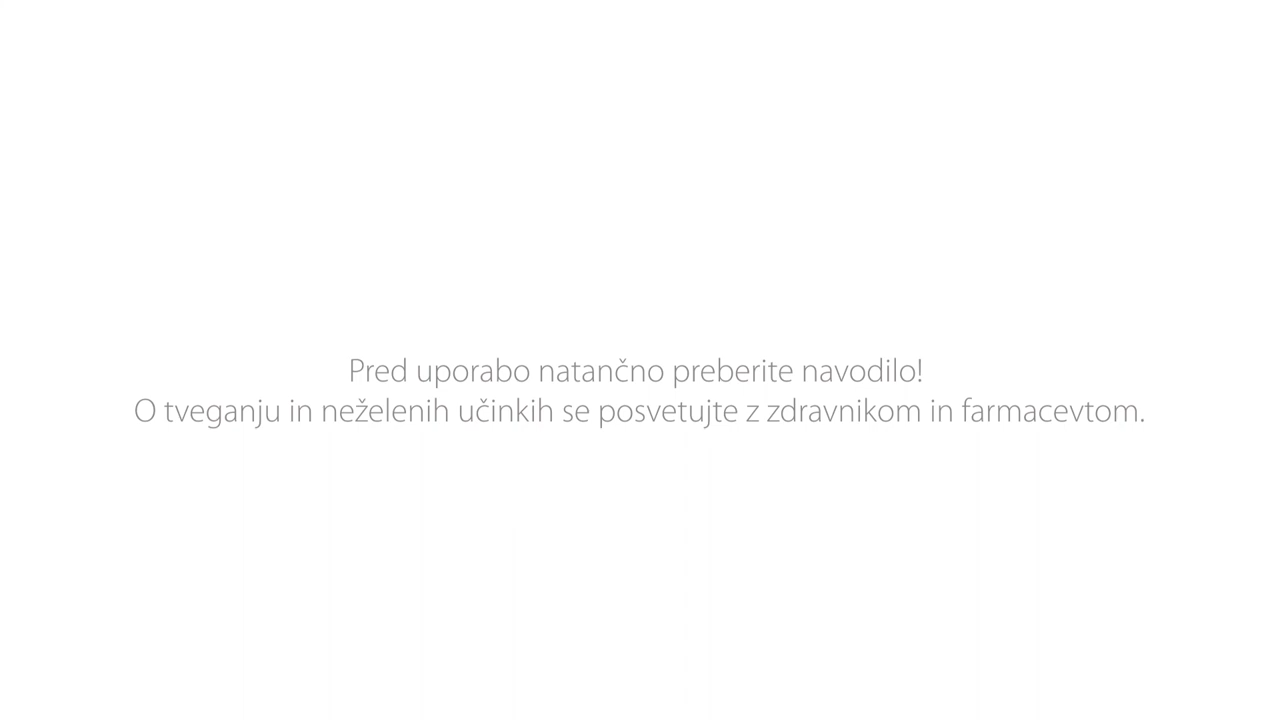 Pred uporabo natančno preberite navodilo!
O tveganju in neželenih učinkih se posvetujte z zdravnikom in farmacevtom.